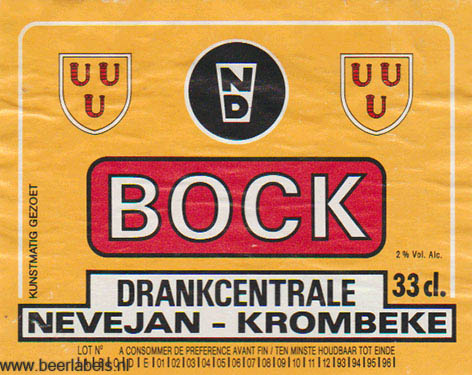 N
D
BOCK
KUNSTMATIG GEZOET
2 % Vol. Alc.
DRANKCENTRALE
33 cl.
NEVEJAN - KROMBEKE
LOT N° A CONSOMMER DE PREFERENCE AVANT FIN / TEN MINSTE HOUDBAAR TOT EINDE
A I B I C I D I E I 01 I 02 I 03 I 04 I 05 I 06 I 07 I 08 I 09 I 10 I 11 I 12 I 93 I 94 I 95 I 96 I
www.beerlabels.nl